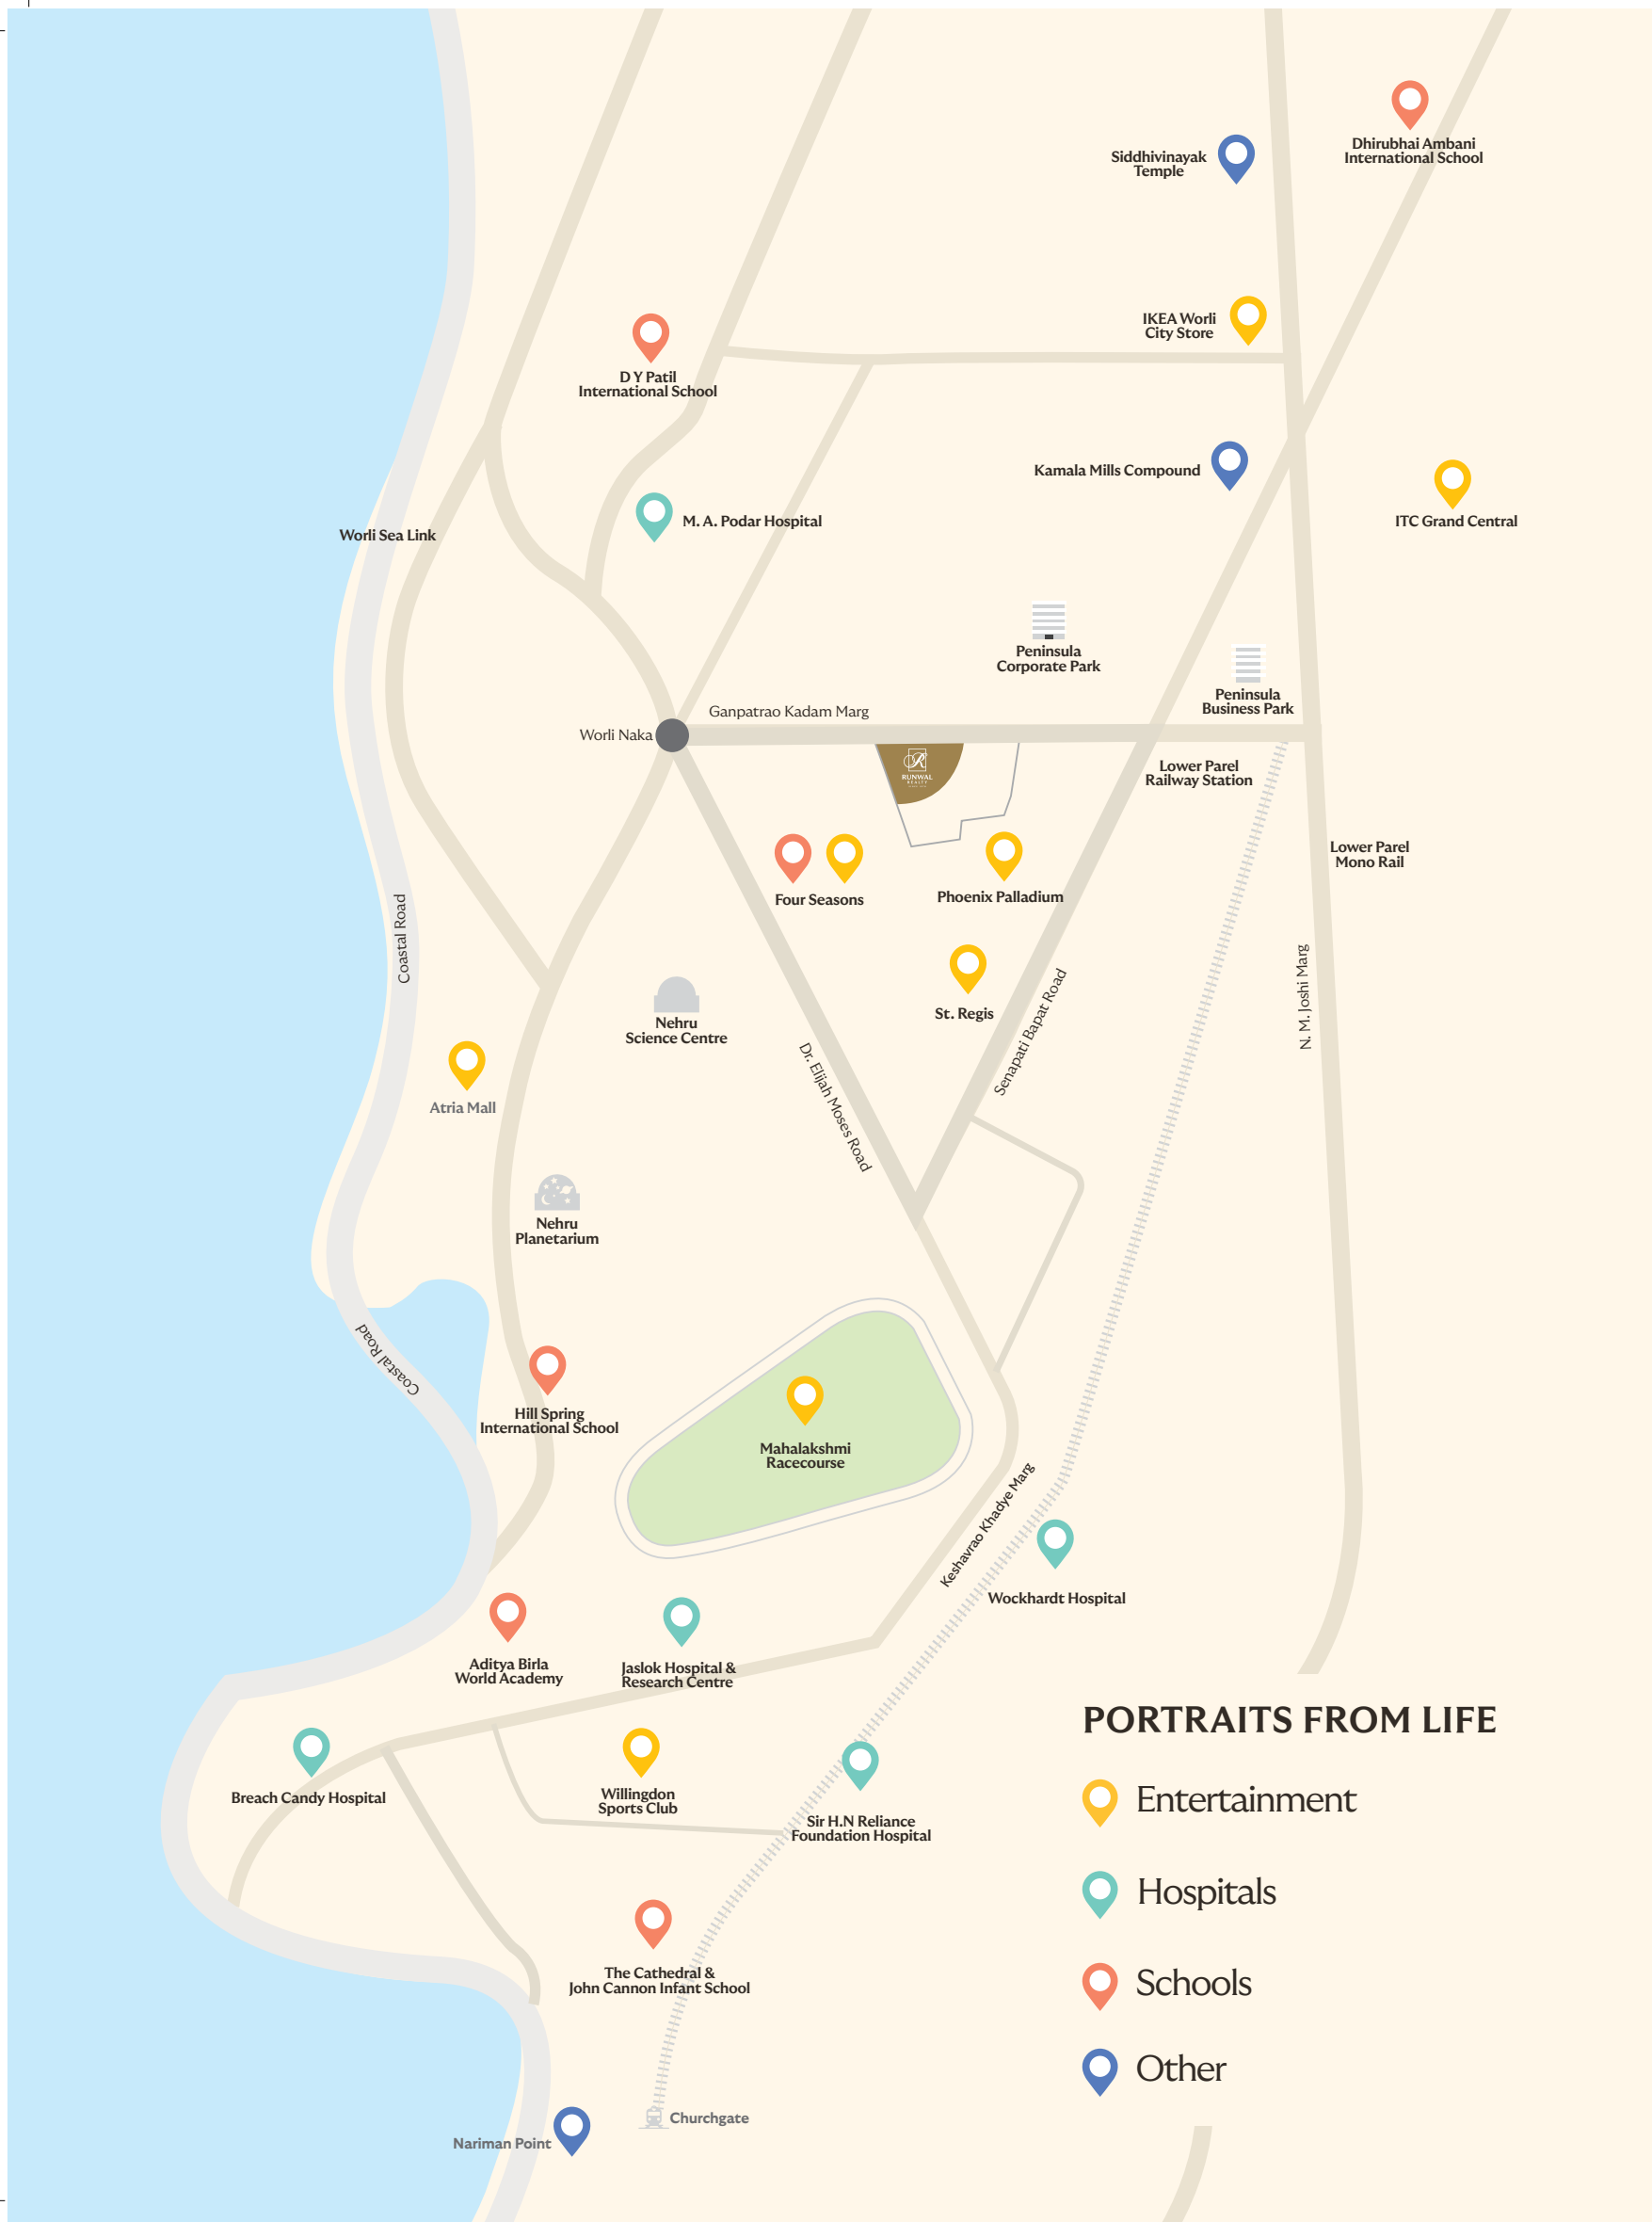 Dhirubhai Ambani
International School
Siddhivinayak
Temple
IKEA Worli
City Store
D Y Patil
International School
Kamala Mills Compound
ITC Grand Central
M. A. Podar Hospital
Worli Sea Link
Peninsula
Corporate Park
Peninsula
Business Park
Ganpatrao Kadam Marg
Worli Naka
R
RUNWAL
REALTY
Lower Parel
Railway Station
Lower Parel
Mono Rail
Four Seasons
Phoenix Palladium
Coastal Road
St. Regis
N. M. Joshi Marg
Senapati Bapat Road
Nehru
Science Centre
Dr. Elijah Moses Road
Atria Mall
Nehru
Planetarium
Coastal Road
Hill Spring
International School
Mahalakshmi
Racecourse
Keshavrao Khadye Marg
Wockhardt Hospital
Aditya Birla
World Academy
Jaslok Hospital &
Research Centre
Breach Candy Hospital
Willingdon
Sports Club
Sir H.N Reliance
Foundation Hospital
The Cathedral &
John Cannon Infant School
Churchgate
Nariman Point
PORTRAITS FROM LIFE
Entertainment
Hospitals
Schools
Other